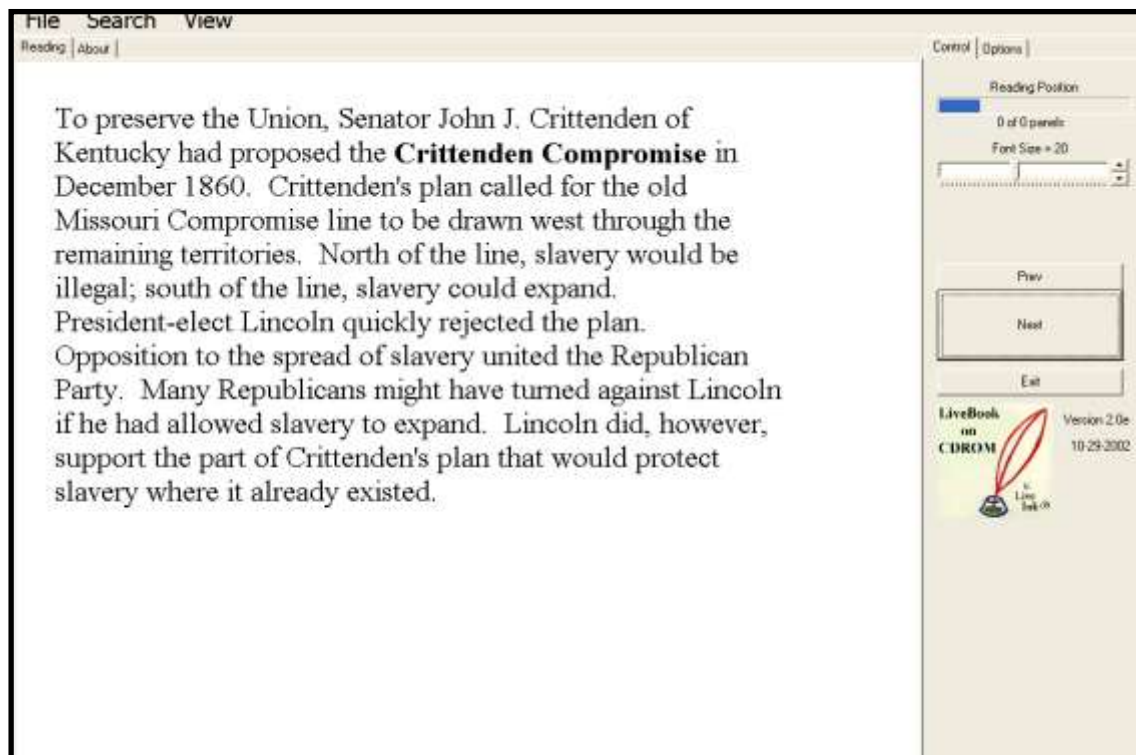 File Search View
Reading About
Control Options
To preserve the Union, Senator John J. Crittenden of
Kentucky had proposed the Crittenden Compromise in
December 1860. Crittenden's plan called for the old
Missouri Compromise line to be drawn west through the
remaining territories. North of the line, slavery would be
illegal; south of the line, slavery could expand.
President-elect Lincoln quickly rejected the plan.
Opposition to the spread of slavery united the Republican
Party. Many Republicans might have turned against Lincoln
if he had allowed slavery to expand. Lincoln did, however,
support the part of Crittenden's plan that would protect
slavery where it already existed.
Reading Position
0 of 0 panels
Font Size = 20
Prev
Next
Exit
LiveBook
on
CDROM
Live
Ink
Version 2.0e
10-29-2002